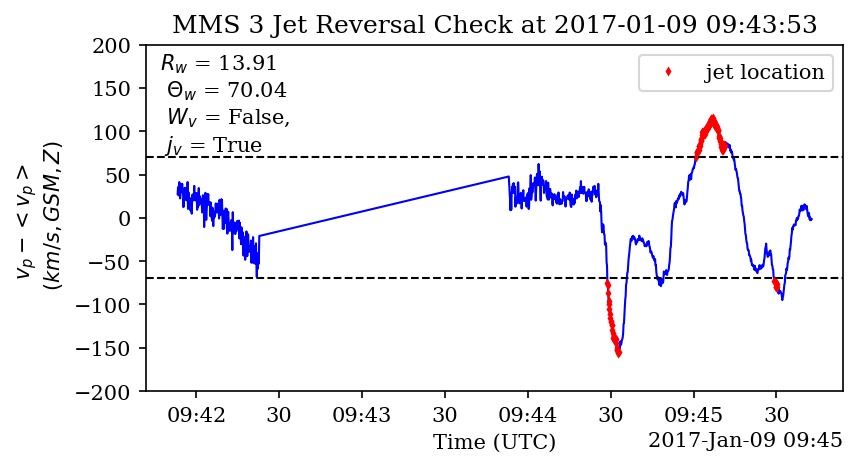 MMS 3 Jet Reversal Check at 2017-01-09 09:43:53
R_w = 13.91
Θ_w = 70.04
W_v = False,
j_v = True
jet location
v_p − < v_p >
(km/s, GSM, Z)
200
150
100
50
0
−50
−100
−150
−200
09:42 30 09:43 30 09:44 30 09:45 30
Time (UTC)
2017-Jan-09 09:45